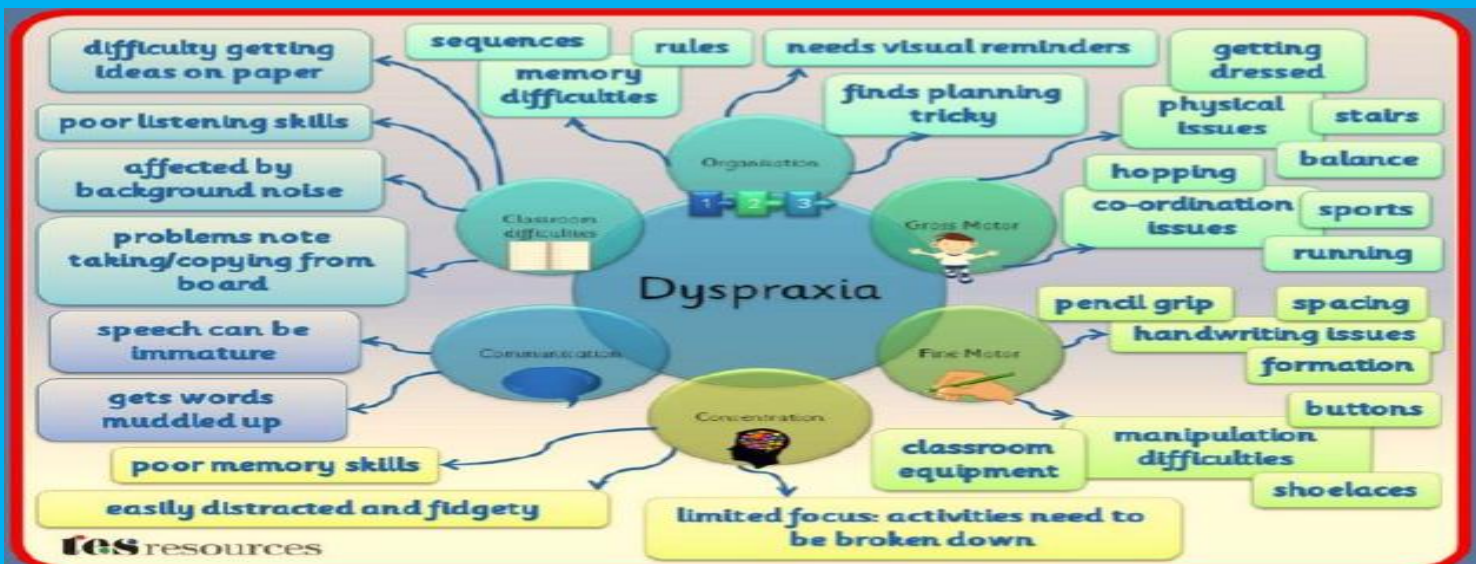 difficulty getting
ideas on paper
poor listening skills
affected by
background noise
problems note
taking/copying from
board
Classroom
difficulties
sequences
rules
memory
difficulties
needs visual reminders
finds planning
tricky
Organisation
1 2 3
getting
dressed
physical
issues
stairs
balance
hopping
co-ordination
issues
sports
running
Gross Motor
Dyspraxia
speech can be
immature
gets words
muddled up
Communication
pencil grip
spacing
handwriting issues
formation
Fine Motor
buttons
manipulation
difficulties
classroom
equipment
shoelaces
Concentration
poor memory skills
easily distracted and fidgety
limited focus: activities need to
be broken down
tes resources